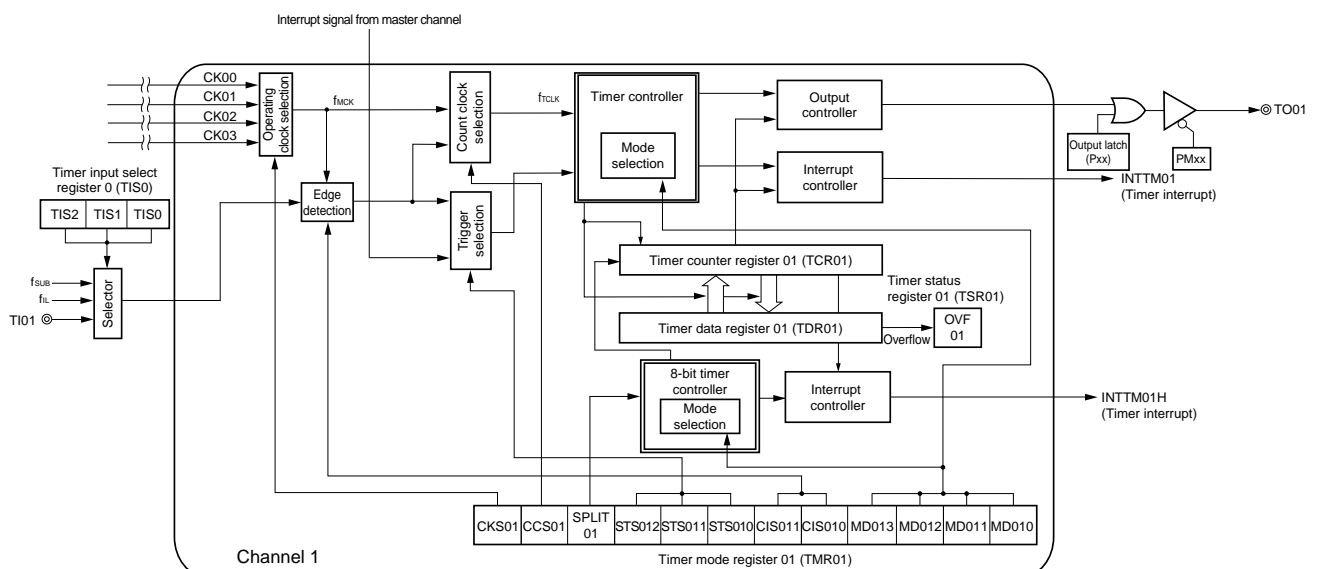 Interrupt signal from master channel
CK00
CK01
CK02
CK03
Operating
clock selection
fMCK
Count clock
selection
fTCLK
Timer controller
Mode
selection
Output
controller
Interrupt
controller
Output latch
(Pxx)
PMxx
TO01
INTTM01
(Timer interrupt)
Timer input select
register 0 (TIS0)
TIS2
TIS1
TIS0
Edge
detection
Trigger
selection
fSUB
fIL
TI01
Selector
Timer counter register 01 (TCR01)
Timer status
register 01 (TSR01)
Timer data register 01 (TDR01)
Overflow
OVF
01
8-bit timer
controller
Mode
selection
Interrupt
controller
INTTM01H
(Timer interrupt)
CKS01
CCS01
SPLIT
01
STS012
STS011
STS010
CIS011
CIS010
MD013
MD012
MD011
MD010
Channel 1
Timer mode register 01 (TMR01)